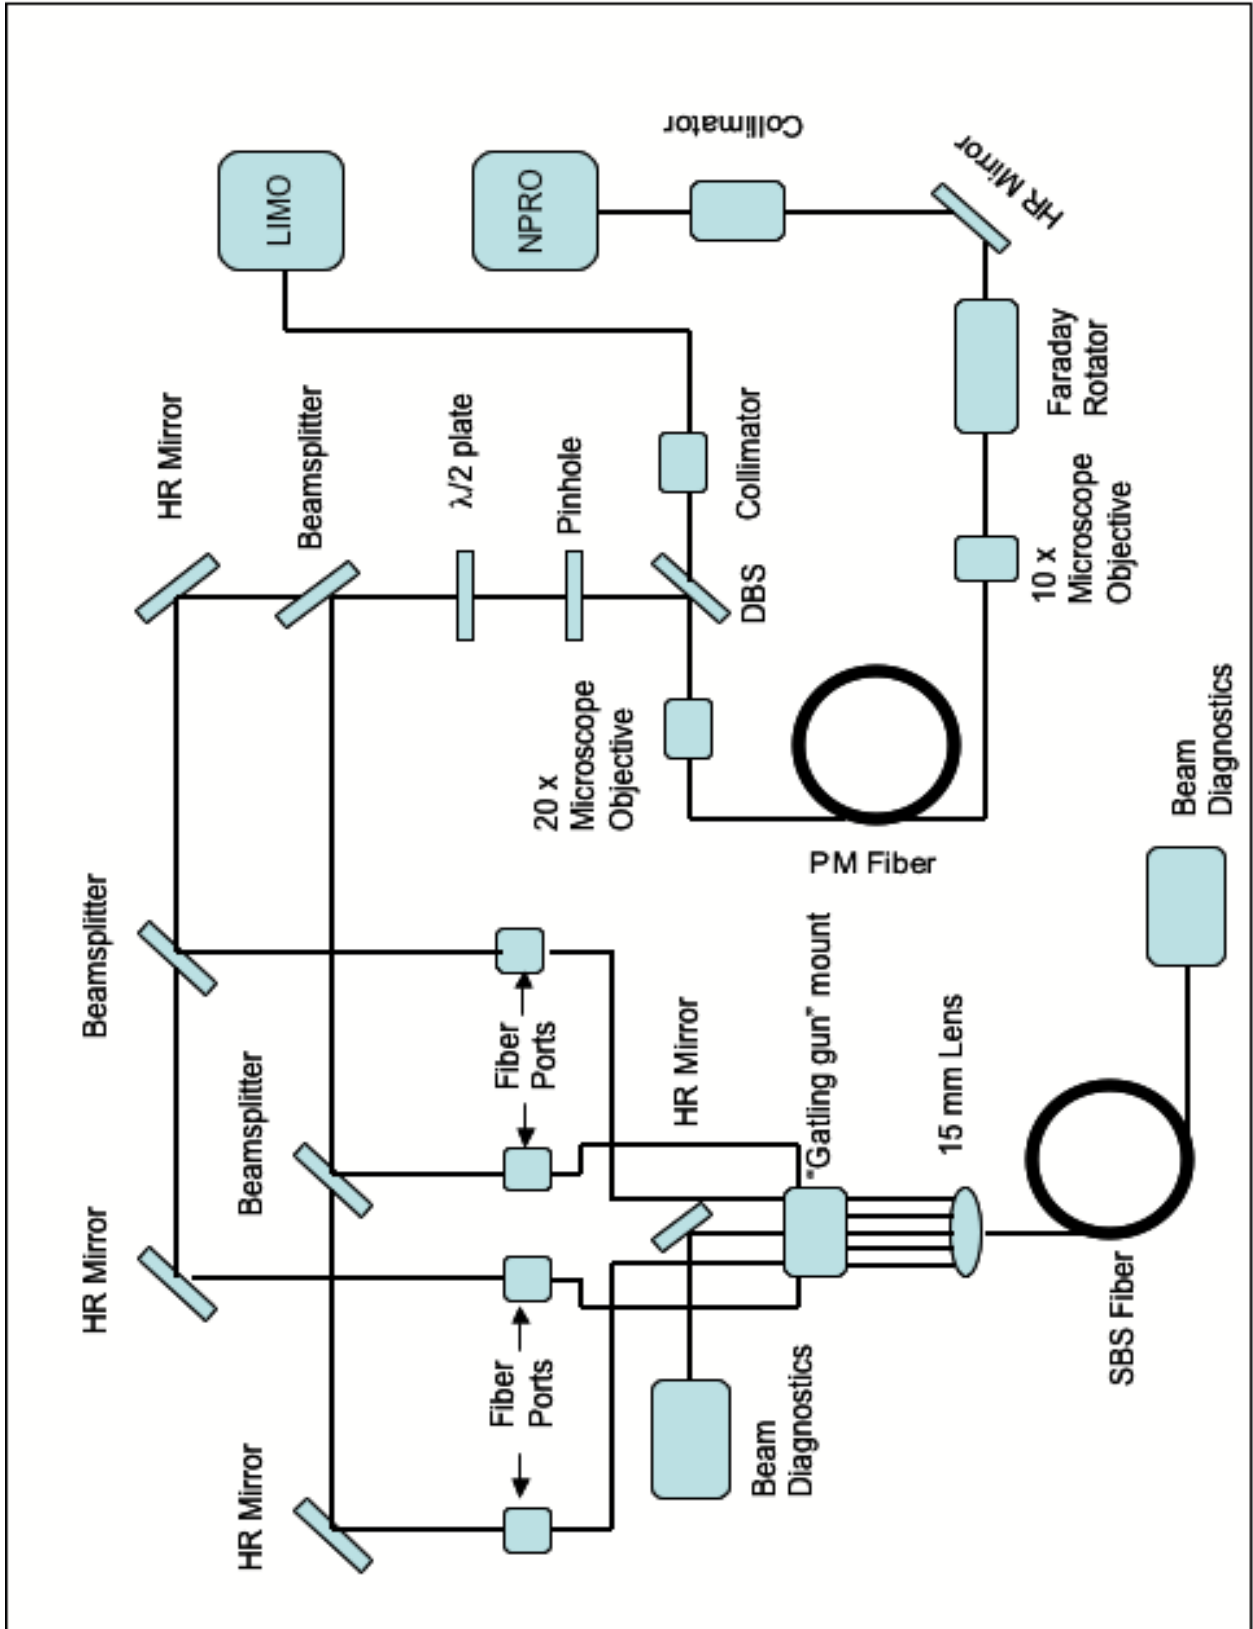 HR Mirror
Beamsplitter
HR Mirror
HR Mirror
Beamsplitter
Beamsplitter
LIMO
λ/2 plate
Fiber
Ports
Fiber
Ports
NPRO
Pinhole
20 x
Microscope
Objective
HR Mirror
Collimator
DBS
Collimator
Beam
Diagnostics
"Gatling gun" mount
PM Fiber
15 mm Lens
HR Mirror
10 x
Microscope
Objective
Faraday
Rotator
SBS Fiber
Beam
Diagnostics